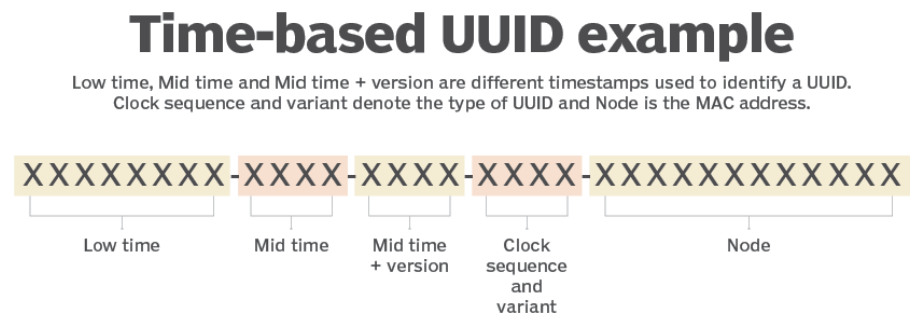 Time-based UUID example
Low time, Mid time and Mid time + version are different timestamps used to identify a UUID.
Clock sequence and variant denote the type of UUID and Node is the MAC address.
XXXXXXXX-XXXX-XXXX-XXXX-XXXXXXXXXXXX
Low time
Mid time
Mid time
+ version
Clock
sequence
and
variant
Node